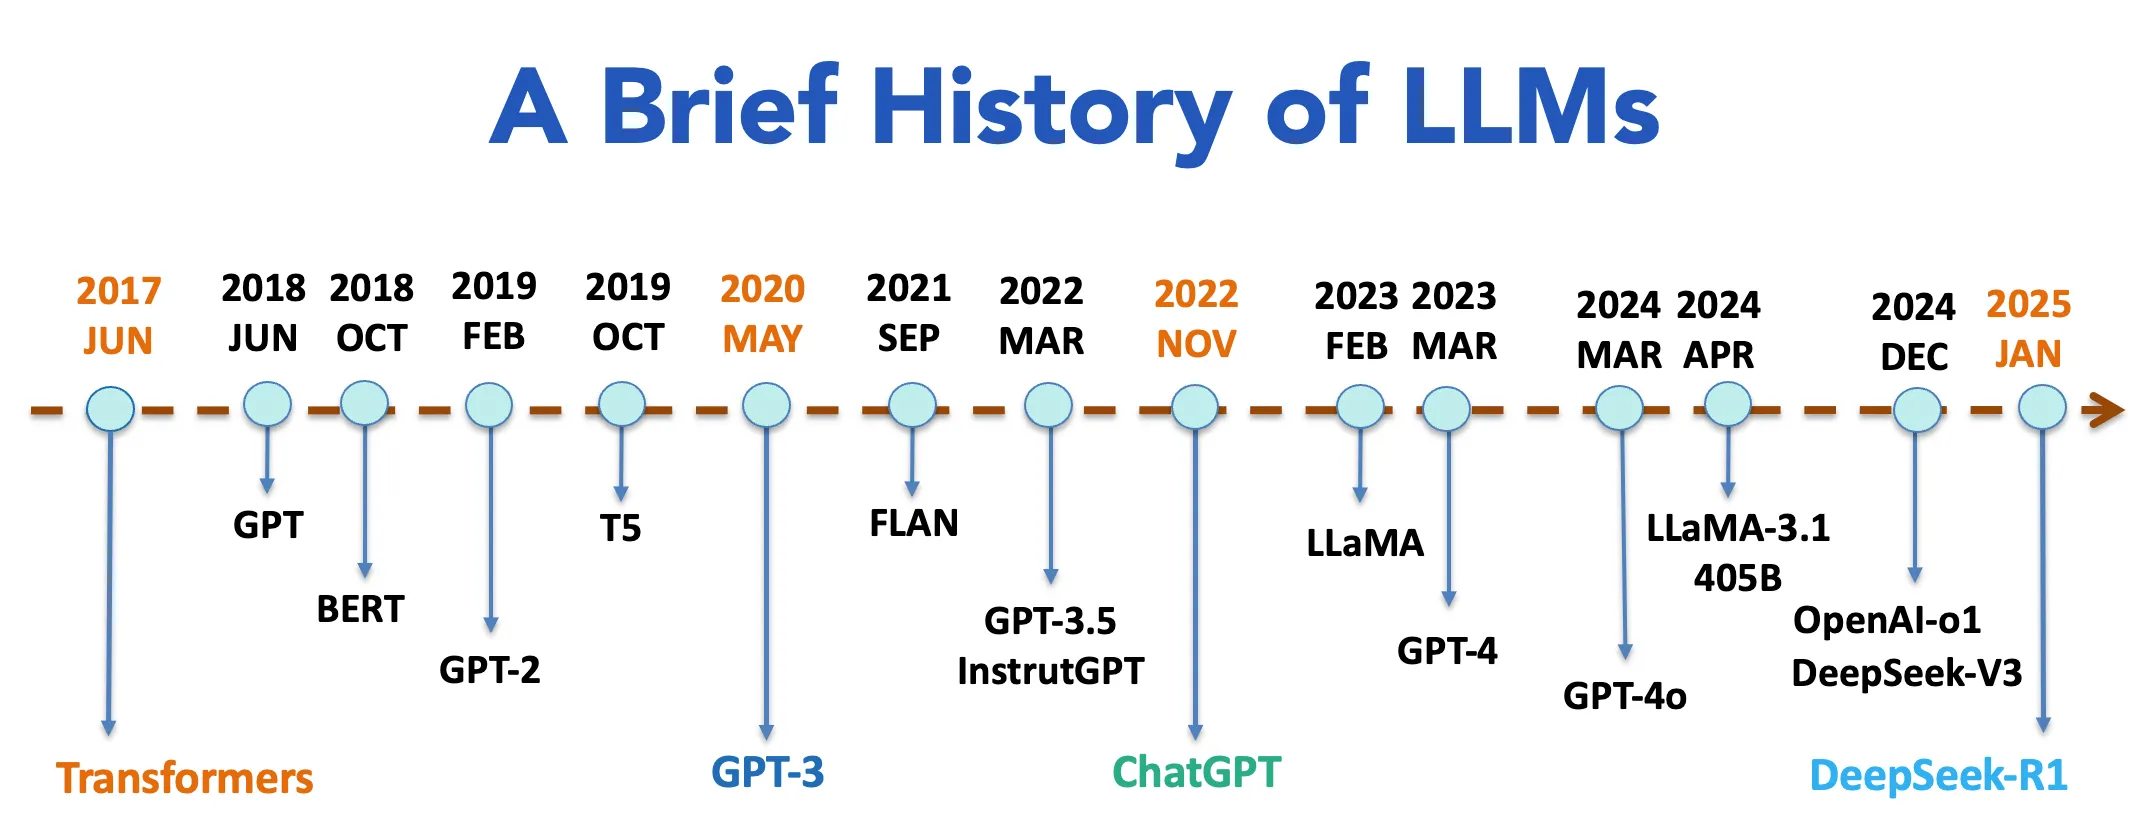 A Brief History of LLMs
2017
JUN
2018
JUN
2018
OCT
2019
FEB
2019
OCT
2020
MAY
2021
SEP
2022
MAR
2022
NOV
2023
FEB
2023
MAR
2024
MAR
2024
APR
2024
DEC
2025
JAN
Transformers
GPT
BERT
GPT-2
T5
GPT-3
FLAN
GPT-3.5
InstrutGPT
ChatGPT
LLaMA
GPT-4
GPT-4o
LLaMA-3.1
405B
OpenAI-o1
DeepSeek-V3
DeepSeek-R1